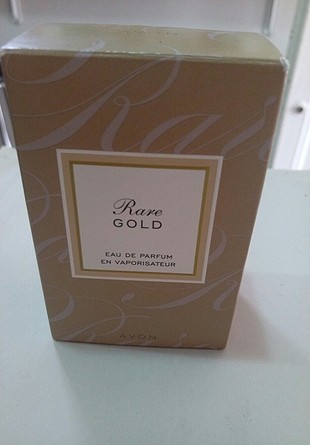 Rare
GOLD
EAU DE PARFUM
EN VAPORISATEUR
AVON